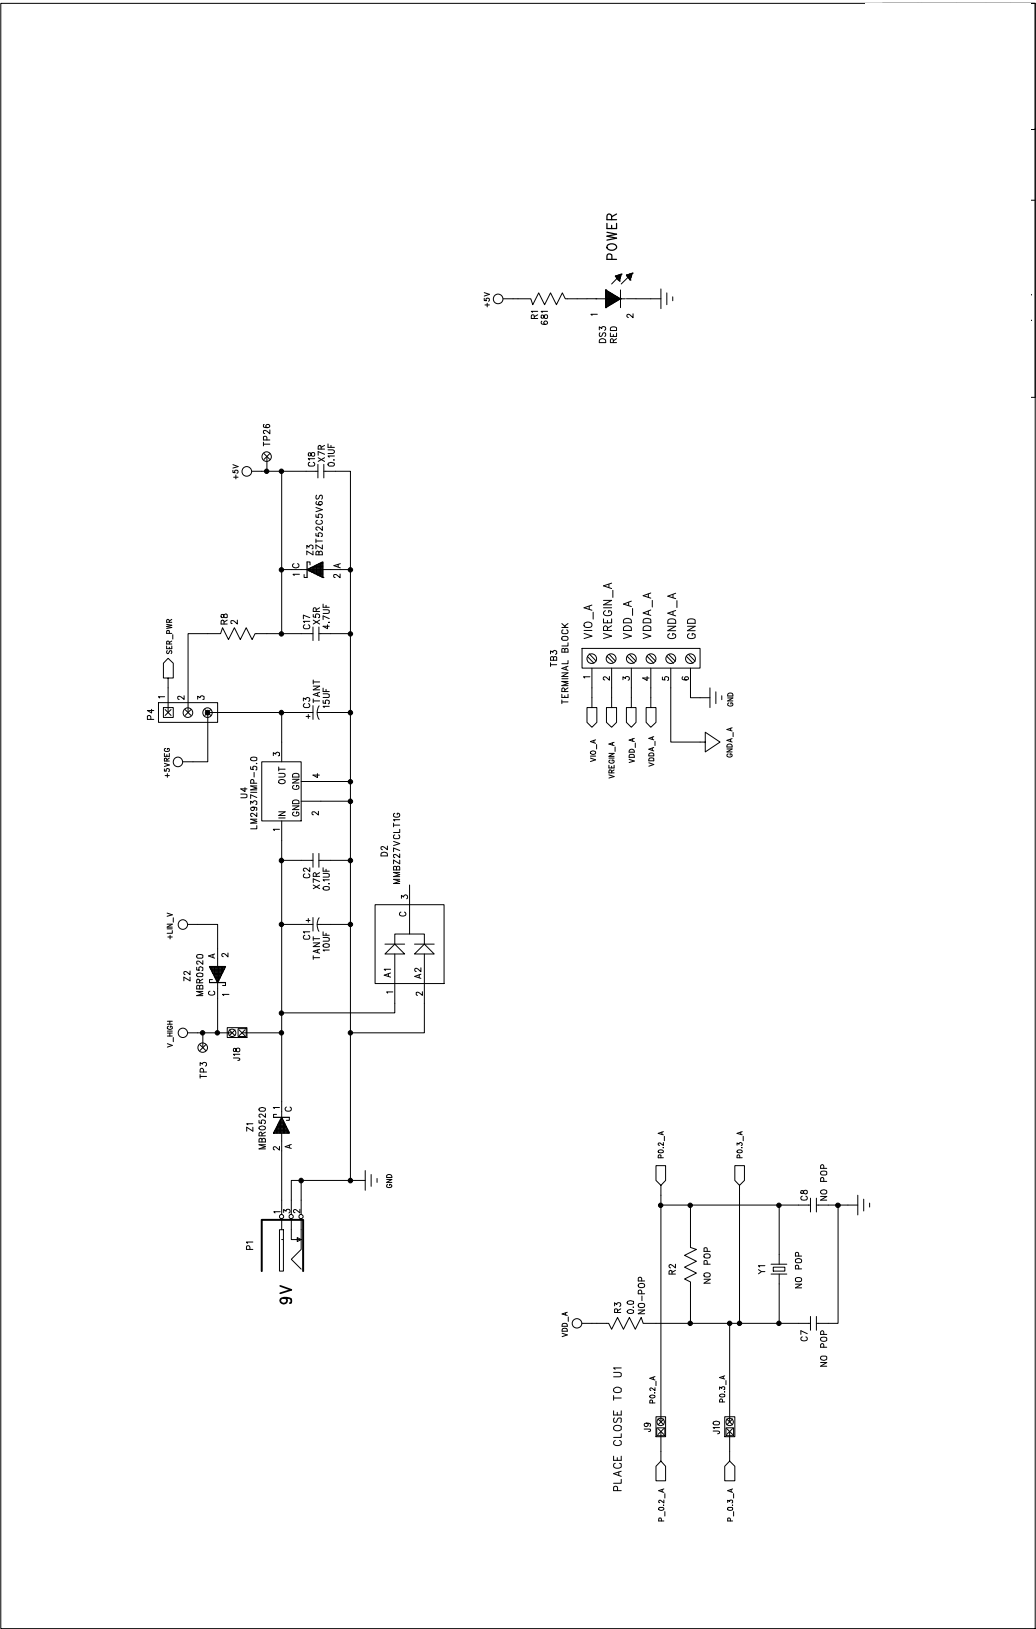 9V
P1
1
3
2
GND
Z1
MBR0520
2
A
1
C
V_HIGH
TP3
J18
Z2
MBR0520
C
A
1
2
+LIN_V
C1
TANT
10UF
+
C2
X7R
0.1UF
D2
MMBZ27VCLT1G
1
A1
2
A2
C
3
U4
LM2937IMP-5.0
1
IN
OUT
3
GND
GND
2
4
+5VREG
P4
1
2
3
SER_PWR
+
C3
TANT
15UF
R8
2
C17
X5R
4.7UF
1
C
Z3
BZT52C5V6S
2
A
+5V
TP26
C18
X7R
0.1UF
+5V
R1
681
1
2
DS3
RED
POWER
TB3
TERMINAL BLOCK
VIO_A
1
VIO_A
VREGIN_A
2
VREGIN_A
VDD_A
3
VDD_A
VDDA_A
4
VDDA_A
GNDA_A
5
GNDA_A
6
GND
GND
PLACE CLOSE TO U1
VDD_A
R3
0.0
NO-POP
P_0.2_A
J9
P0.2_A
P0.2_A
P_0.3_A
J10
P0.3_A
P0.3_A
R2
NO POP
Y1
NO POP
C7
NO POP
C8
NO POP